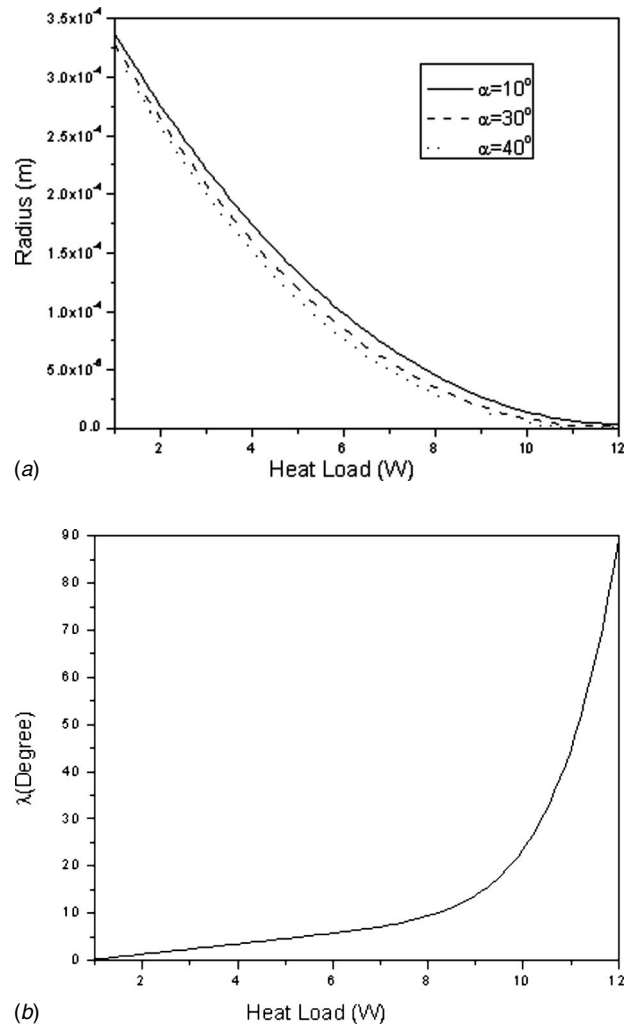 3.5x10⁻⁴
3.0x10⁻⁴
2.5x10⁻⁴
2.0x10⁻⁴
1.5x10⁻⁴
1.0x10⁻⁴
5.0x10⁻⁵
0.0
Radius (m)
α=10°
α=30°
α=40°
2 4 6 8 10 12
Heat Load (W)
(a)
90
80
70
60
50
40
30
20
10
0
λ(Degree)
2 4 6 8 10 12
Heat Load (W)
(b)